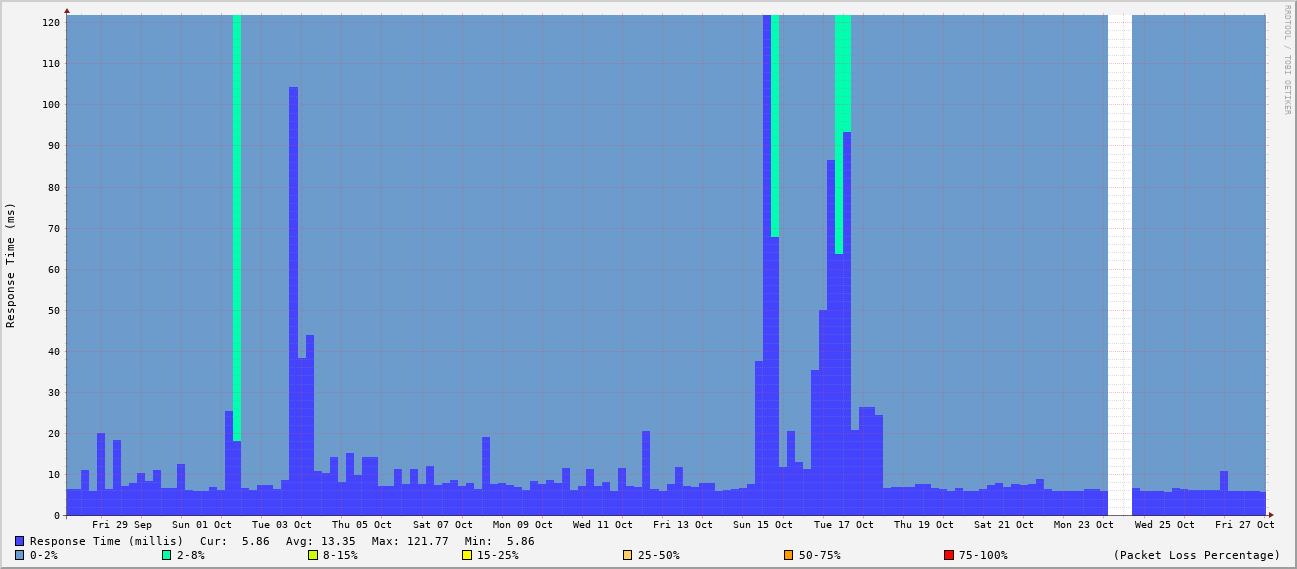 RRDTOOL / TOBI OETIKER
Response Time (ms)
120
110
100
90
80
70
60
50
40
30
20
10
0
Fri 29 Sep Sun 01 Oct Tue 03 Oct Thu 05 Oct Sat 07 Oct Mon 09 Oct Wed 11 Oct Fri 13 Oct Sun 15 Oct Tue 17 Oct Thu 19 Oct Sat 21 Oct Mon 23 Oct Wed 25 Oct Fri 27 Oct
Response Time (millis) Cur: 5.86 Avg: 13.35 Max: 121.77 Min: 5.86
0-2% 2-8% 8-15% 15-25% 25-50% 50-75% 75-100% (Packet Loss Percentage)